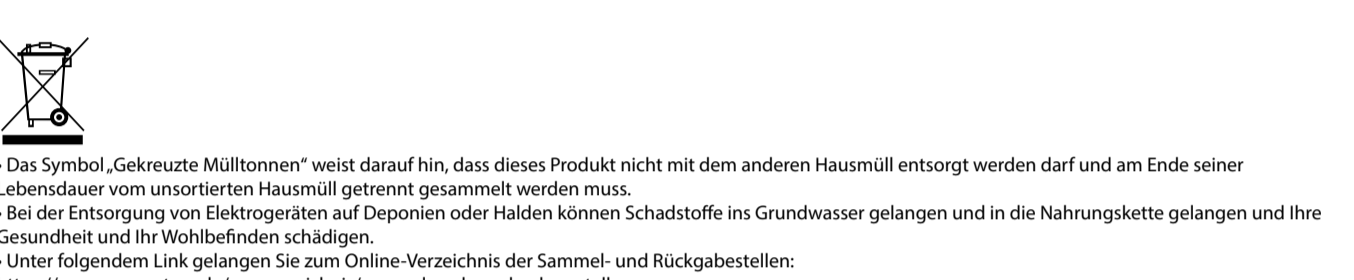 · Das Symbol „Gekreuzte Mülltonnen“ weist darauf hin, dass dieses Produkt nicht mit dem anderen Hausmüll entsorgt werden darf und am Ende seiner
Lebensdauer vom unsortierten Hausmüll getrennt gesammelt werden muss.
· Bei der Entsorgung von Elektrogeräten auf Deponien oder Halden können Schadstoffe ins Grundwasser gelangen und in die Nahrungskette gelangen und Ihre
Gesundheit und Ihr Wohlbefinden schädigen.
· Unter folgendem Link gelangen Sie zum Online-Verzeichnis der Sammel- und Rückgabestellen: